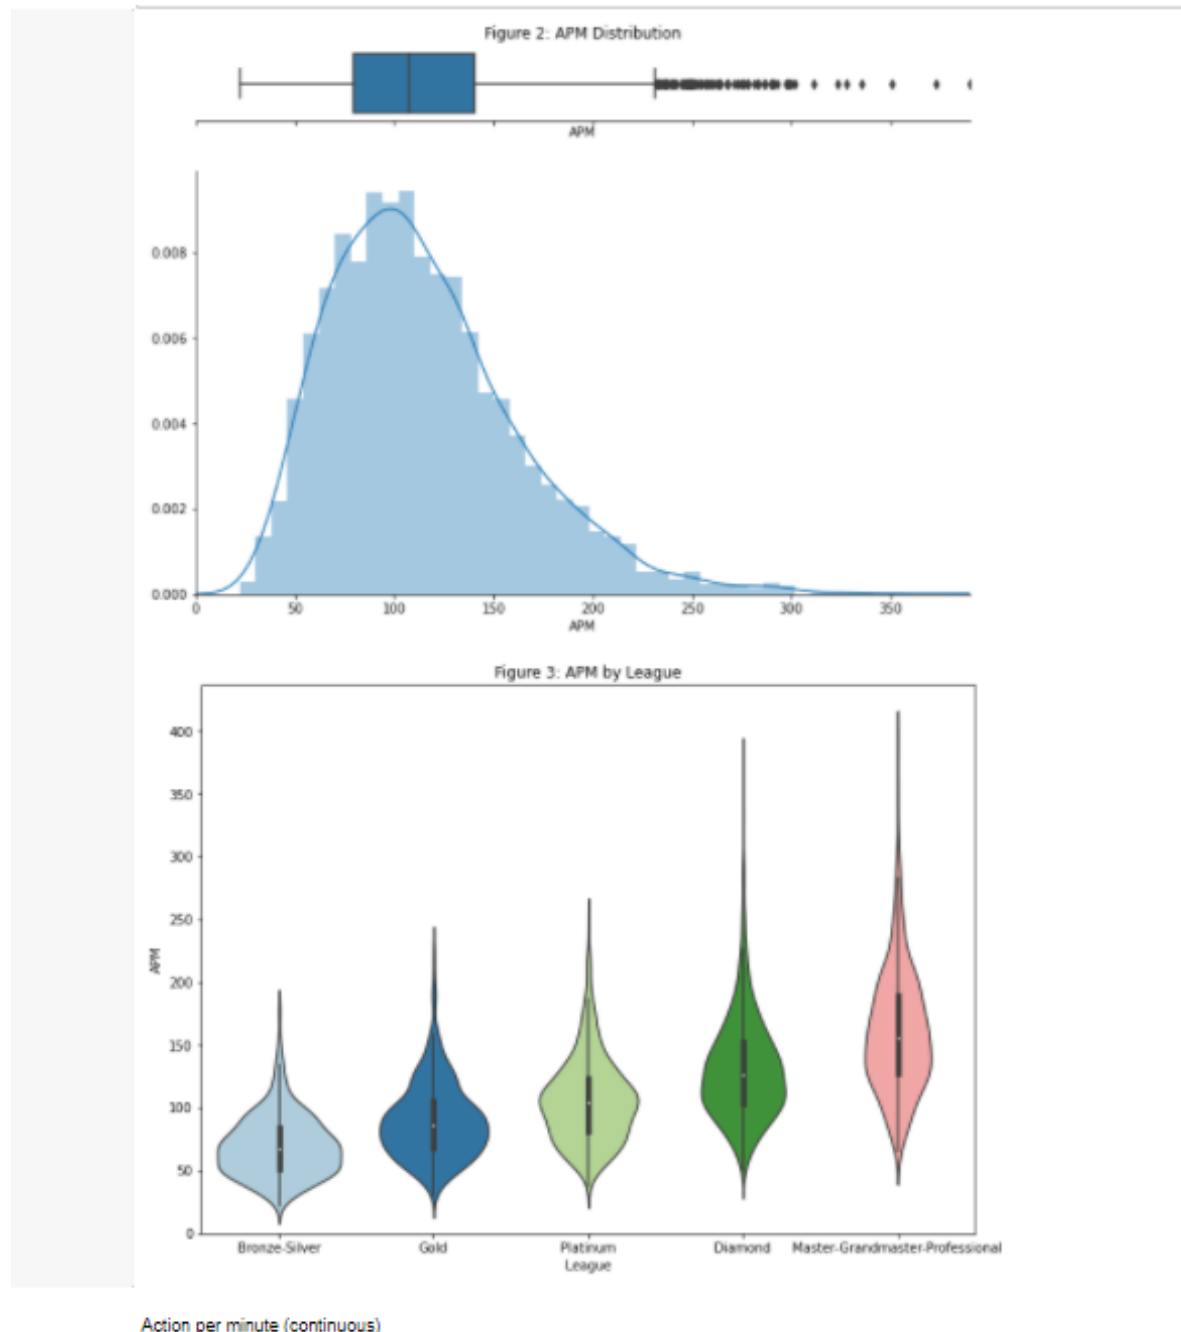 Figure 2: APM Distribution
APM
0.008
0.006
0.004
0.002
0.000
0 50 100 150 200 250 300 350
APM
Figure 3: APM by League
400
350
300
250
200
150
100
50
0
APM
Bronze-Silver Gold Platinum Diamond Master-Grandmaster-Professional
League
Action per minute (continuous)